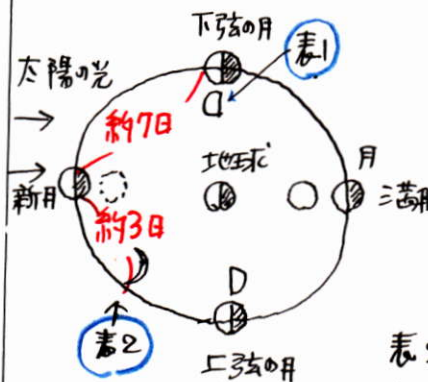 下弦の月
表1
太陽の光
約7日
地球
月
新月
満月
約3日
表2
上弦の月
表